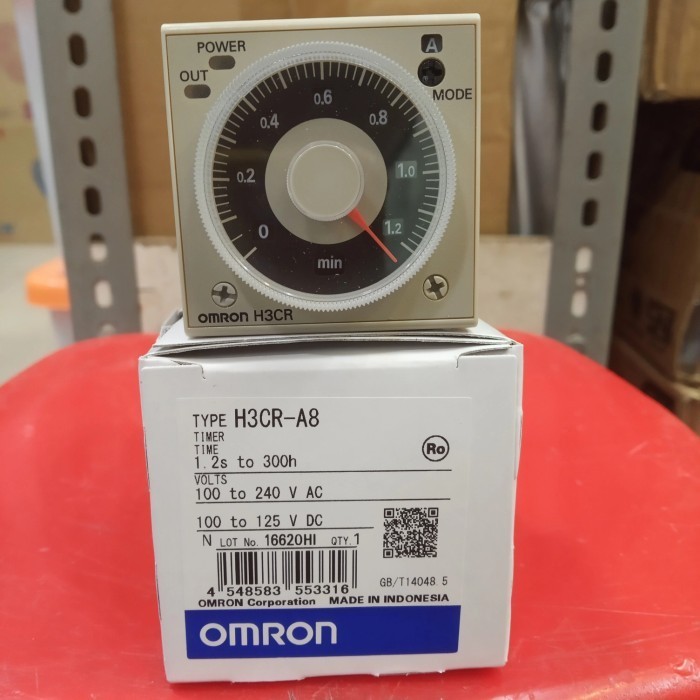 POWER
A
OUT
MODE
0.6
0.4
0.8
0.2
1.0
0
1.2
min
OMRON H3CR
TYPE H3CR-A8
TIMER
TIME
1.2s to 300h
Ro
VOLTS
100 to 240 V AC
100 to 125 V DC
N LOT No. 16620HI QTY.1
4 548583 553316
GB/T14048 5
OMRON Corporation MADE IN INDONESIA
OMRON